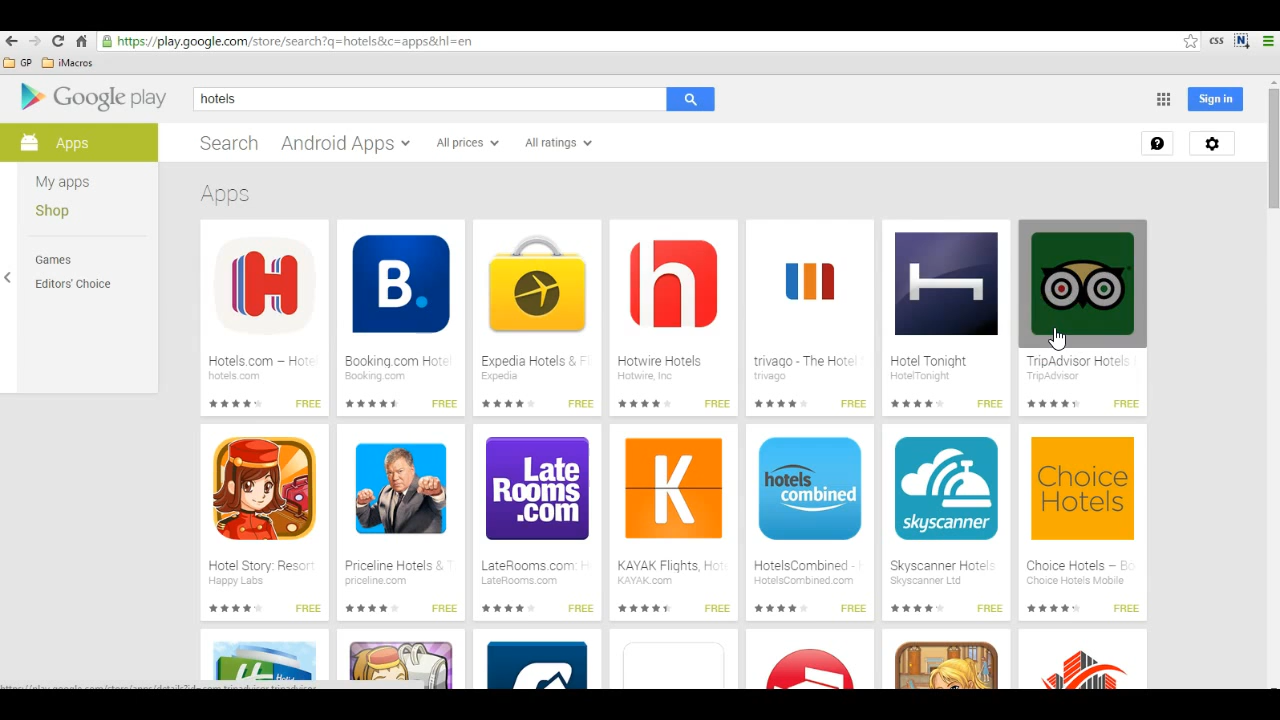 https://play.google.com/store/search?q=hotels&c=apps&hl=en
css
N
GP
iMacros
Google play
hotels
Sign in
Apps
Search
Android Apps
All prices
All ratings
My apps
Shop
Games
Editors' Choice
Apps
H
B.
h
Hotels.com – Hote
Booking.com Hote
Expedia Hotels & F
Hotwire Hotels
trivago - The Hotel
Hotel Tonight
TripAdvisor Hotels
hotels.com
Booking.com
Expedia
Hotwire, Inc
trivago
HotelTonight
TripAdvisor
FREE
FREE
FREE
FREE
FREE
FREE
FREE
Late
Rooms
.com
K
hotels
combined
skyscanner
Choice
Hotels
Hotel Story: Resort
Priceline Hotels & T
LateRooms.com: H
KAYAK Flights, Hot
HotelsCombined -
Skyscanner Hotels
Choice Hotels – Bo
Happy Labs
priceline.com
LateRooms.com
KAYAK.com
HotelsCombined.com
Skyscanner Ltd
Choice Hotels Mobile
FREE
FREE
FREE
FREE
FREE
FREE
FREE